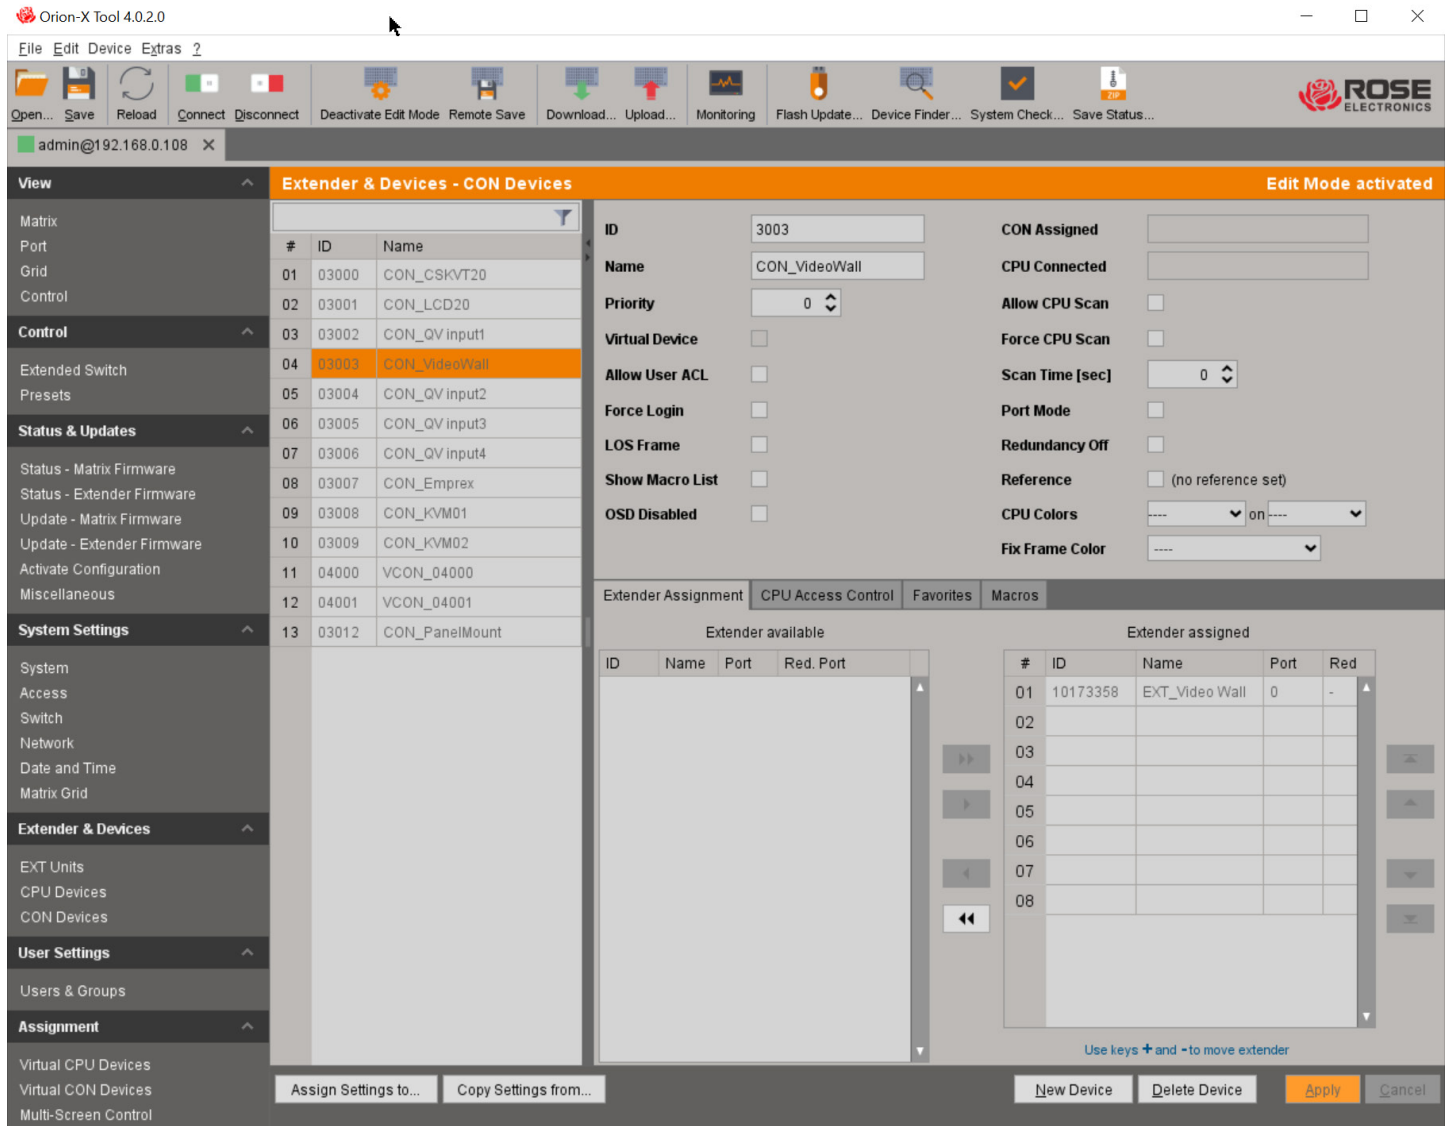 Orion-X Tool 4.0.2.0
File Edit Device Extras ?
Open... Save Reload Connect Disconnect Deactivate Edit Mode Remote Save Download... Upload... Monitoring Flash Update... Device Finder... System Check... ZIP Save Status...
ROSE
ELECTRONICS
admin@192.168.0.108
View
Matrix
Port
Grid
Control
Control
Extended Switch
Presets
Status & Updates
Status - Matrix Firmware
Status - Extender Firmware
Update - Matrix Firmware
Update - Extender Firmware
Activate Configuration
Miscellaneous
System Settings
System
Access
Switch
Network
Date and Time
Matrix Grid
Extender & Devices
EXT Units
CPU Devices
CON Devices
User Settings
Users & Groups
Assignment
Virtual CPU Devices
Virtual CON Devices
Multi-Screen Control
Extender & Devices - CON Devices Edit Mode activated
# ID Name
01 03000 CON_CSKVT20
02 03001 CON_LCD20
03 03002 CON_QV input1
04 03003 CON_VideoWall
05 03004 CON_QV input2
06 03005 CON_QV input3
07 03006 CON_QV input4
08 03007 CON_Emprex
09 03008 CON_KVM01
10 03009 CON_KVM02
11 04000 VCON_04000
12 04001 VCON_04001
13 03012 CON_PanelMount
ID 3003
Name CON_VideoWall
Priority 0
Virtual Device
Allow User ACL
Force Login
LOS Frame
Show Macro List
OSD Disabled
CON Assigned
CPU Connected
Allow CPU Scan
Force CPU Scan
Scan Time [sec] 0
Port Mode
Redundancy Off
Reference (no reference set)
CPU Colors ---- on ----
Fix Frame Color ----
Extender Assignment CPU Access Control Favorites Macros
Extender available
ID Name Port Red. Port
Extender assigned
# ID Name Port Red
01 10173358 EXT_Video Wall 0 -
02
03
04
05
06
07
08
Use keys + and - to move extender
Assign Settings to... Copy Settings from... New Device Delete Device Apply Cancel